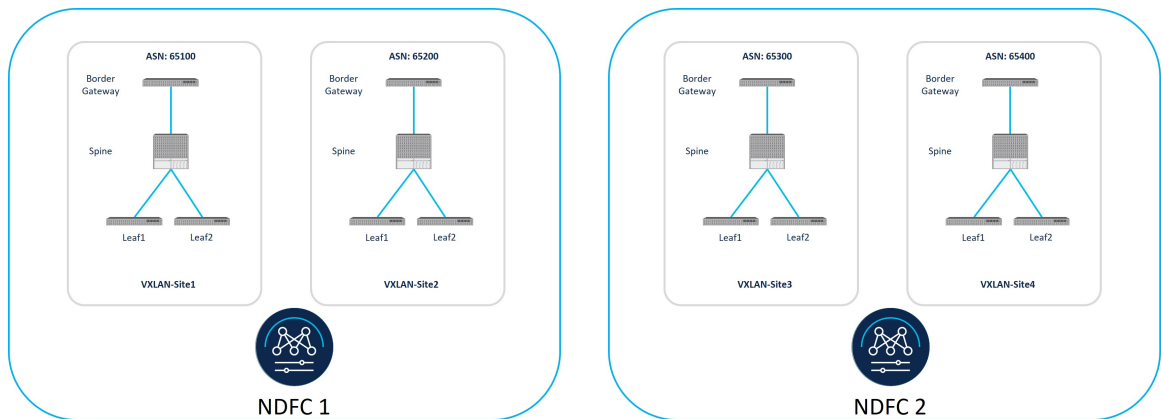 ASN: 65100
Border
Gateway
Spine
Leaf1
Leaf2
VXLAN-Site1
ASN: 65200
Border
Gateway
Spine
Leaf1
Leaf2
VXLAN-Site2
NDFC 1
ASN: 65300
Border
Gateway
Spine
Leaf1
Leaf2
VXLAN-Site3
ASN: 65400
Border
Gateway
Spine
Leaf1
Leaf2
VXLAN-Site4
NDFC 2